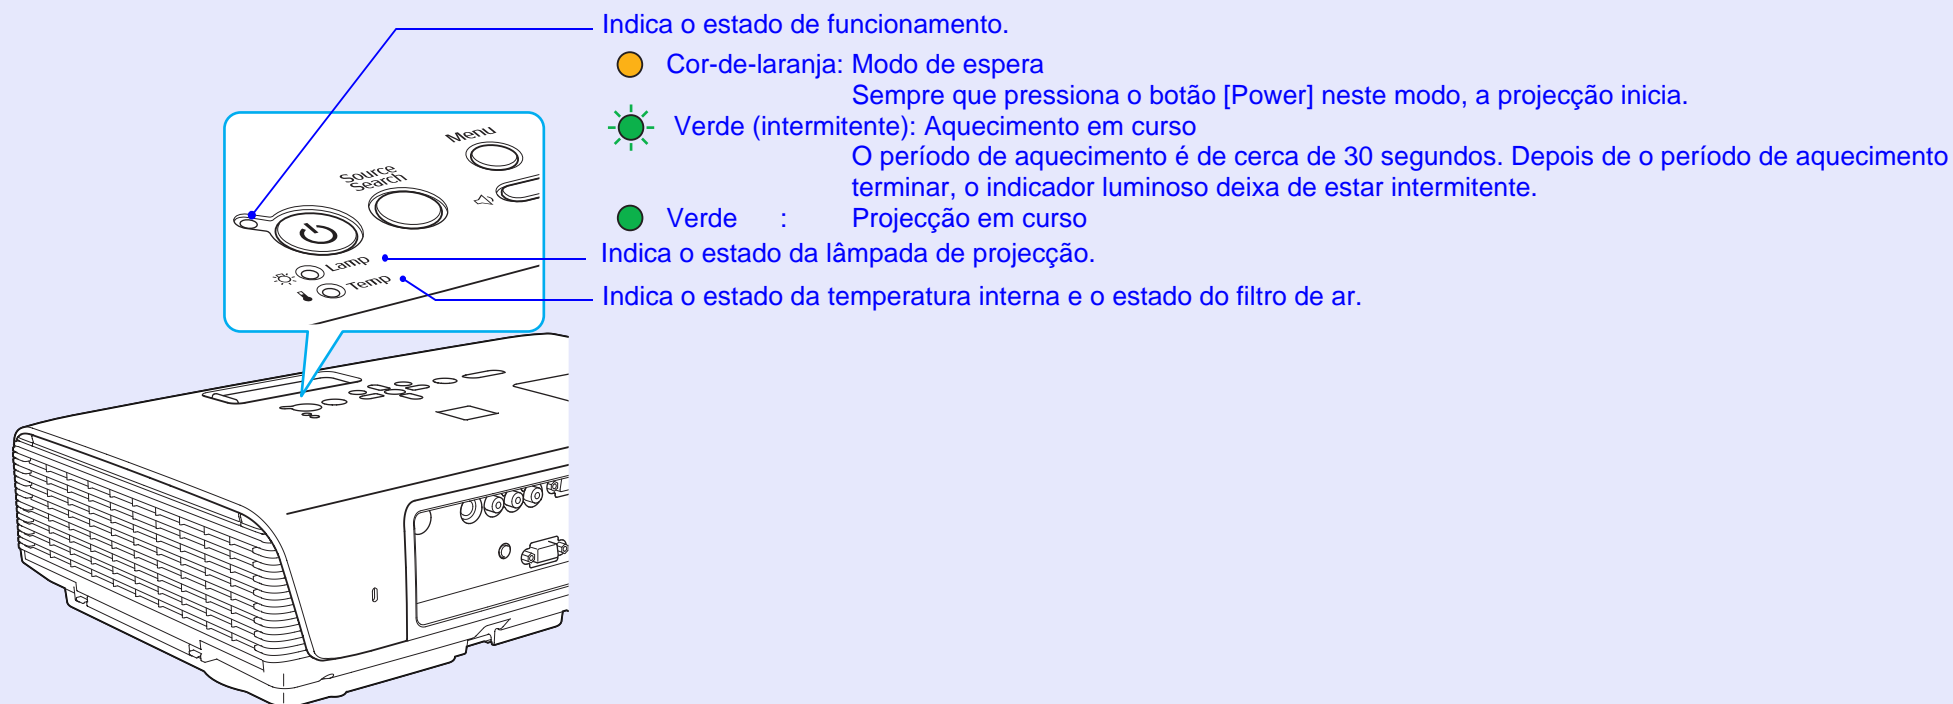 Indica o estado de funcionamento.
Cor-de-laranja: Modo de espera
Sempre que pressiona o botão [Power] neste modo, a projecção inicia.
Verde (intermitente): Aquecimento em curso
O período de aquecimento é de cerca de 30 segundos. Depois de o período de aquecimento
terminar, o indicador luminoso deixa de estar intermitente.
Verde : Projecção em curso
Indica o estado da lâmpada de projecção.
Indica o estado da temperatura interna e o estado do filtro de ar.
Menu
Source
Search
Lamp
Temp